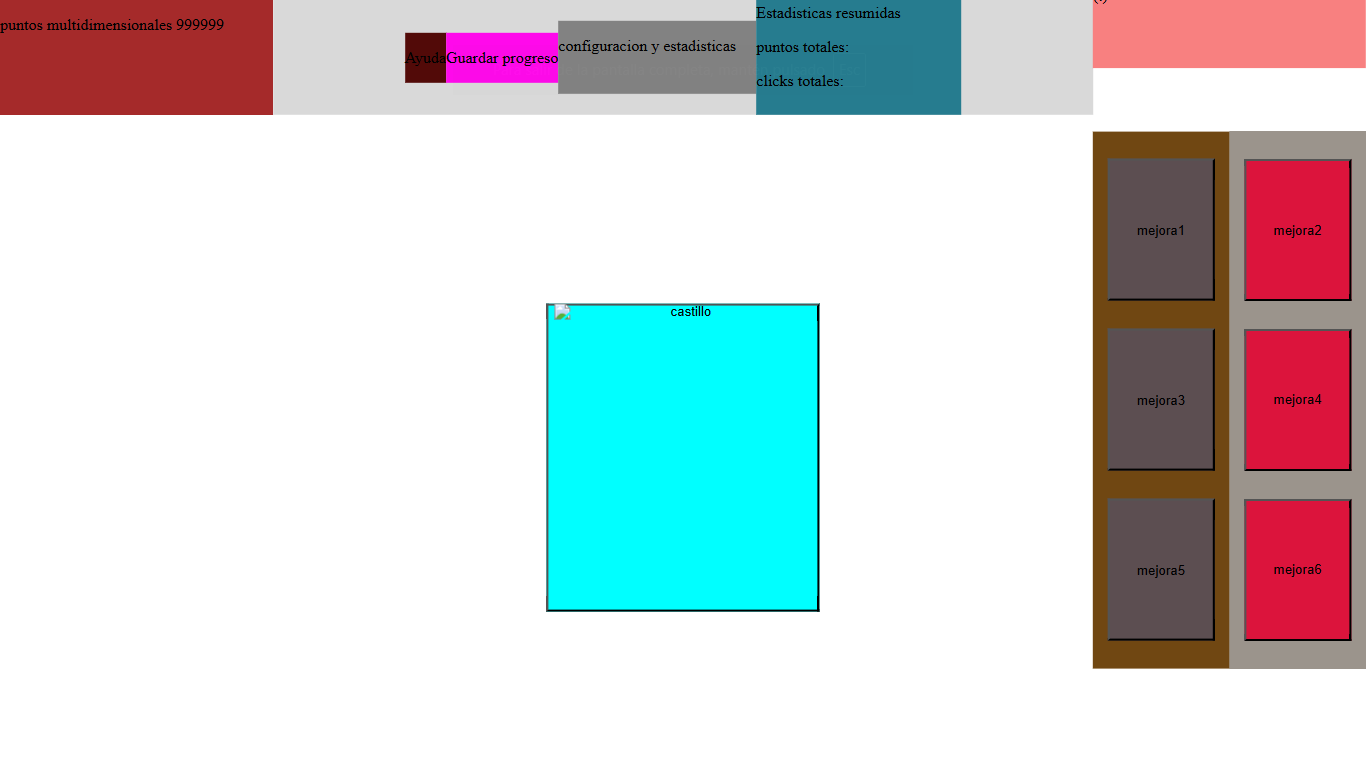 puntos multidimensionales 999999
Ayuda
Guardar progreso
configuracion y estadisticas
Estadisticas resumidas
puntos totales:
clicks totales:
mejora1
mejora2
castillo
mejora3
mejora4
mejora5
mejora6